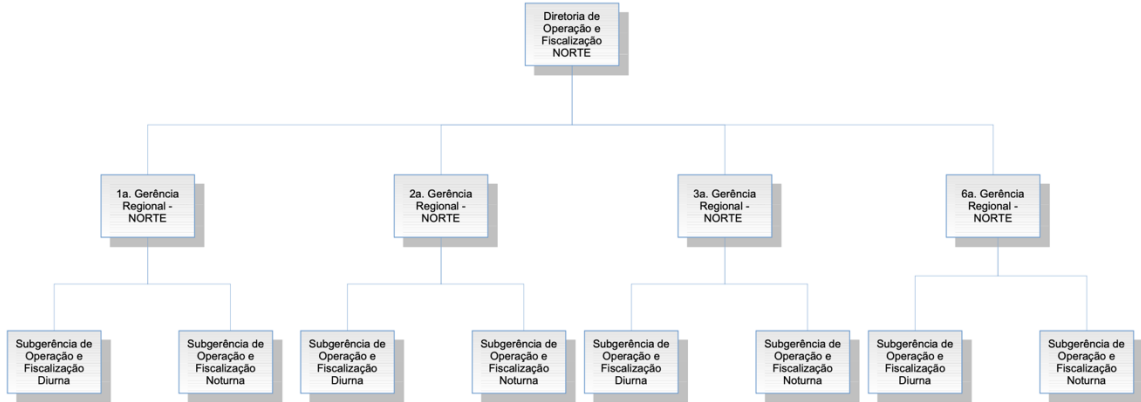 Diretoria de
Operação e
Fiscalização
NORTE
1a. Gerência
Regional -
NORTE
2a. Gerência
Regional -
NORTE
3a. Gerência
Regional -
NORTE
6a. Gerência
Regional -
NORTE
Subgerência de
Operação e
Fiscalização
Diurna
Subgerência de
Operação e
Fiscalização
Noturna
Subgerência de
Operação e
Fiscalização
Diurna
Subgerência de
Operação e
Fiscalização
Noturna
Subgerência de
Operação e
Fiscalização
Diurna
Subgerência de
Operação e
Fiscalização
Noturna
Subgerência de
Operação e
Fiscalização
Diurna
Subgerência de
Operação e
Fiscalização
Noturna